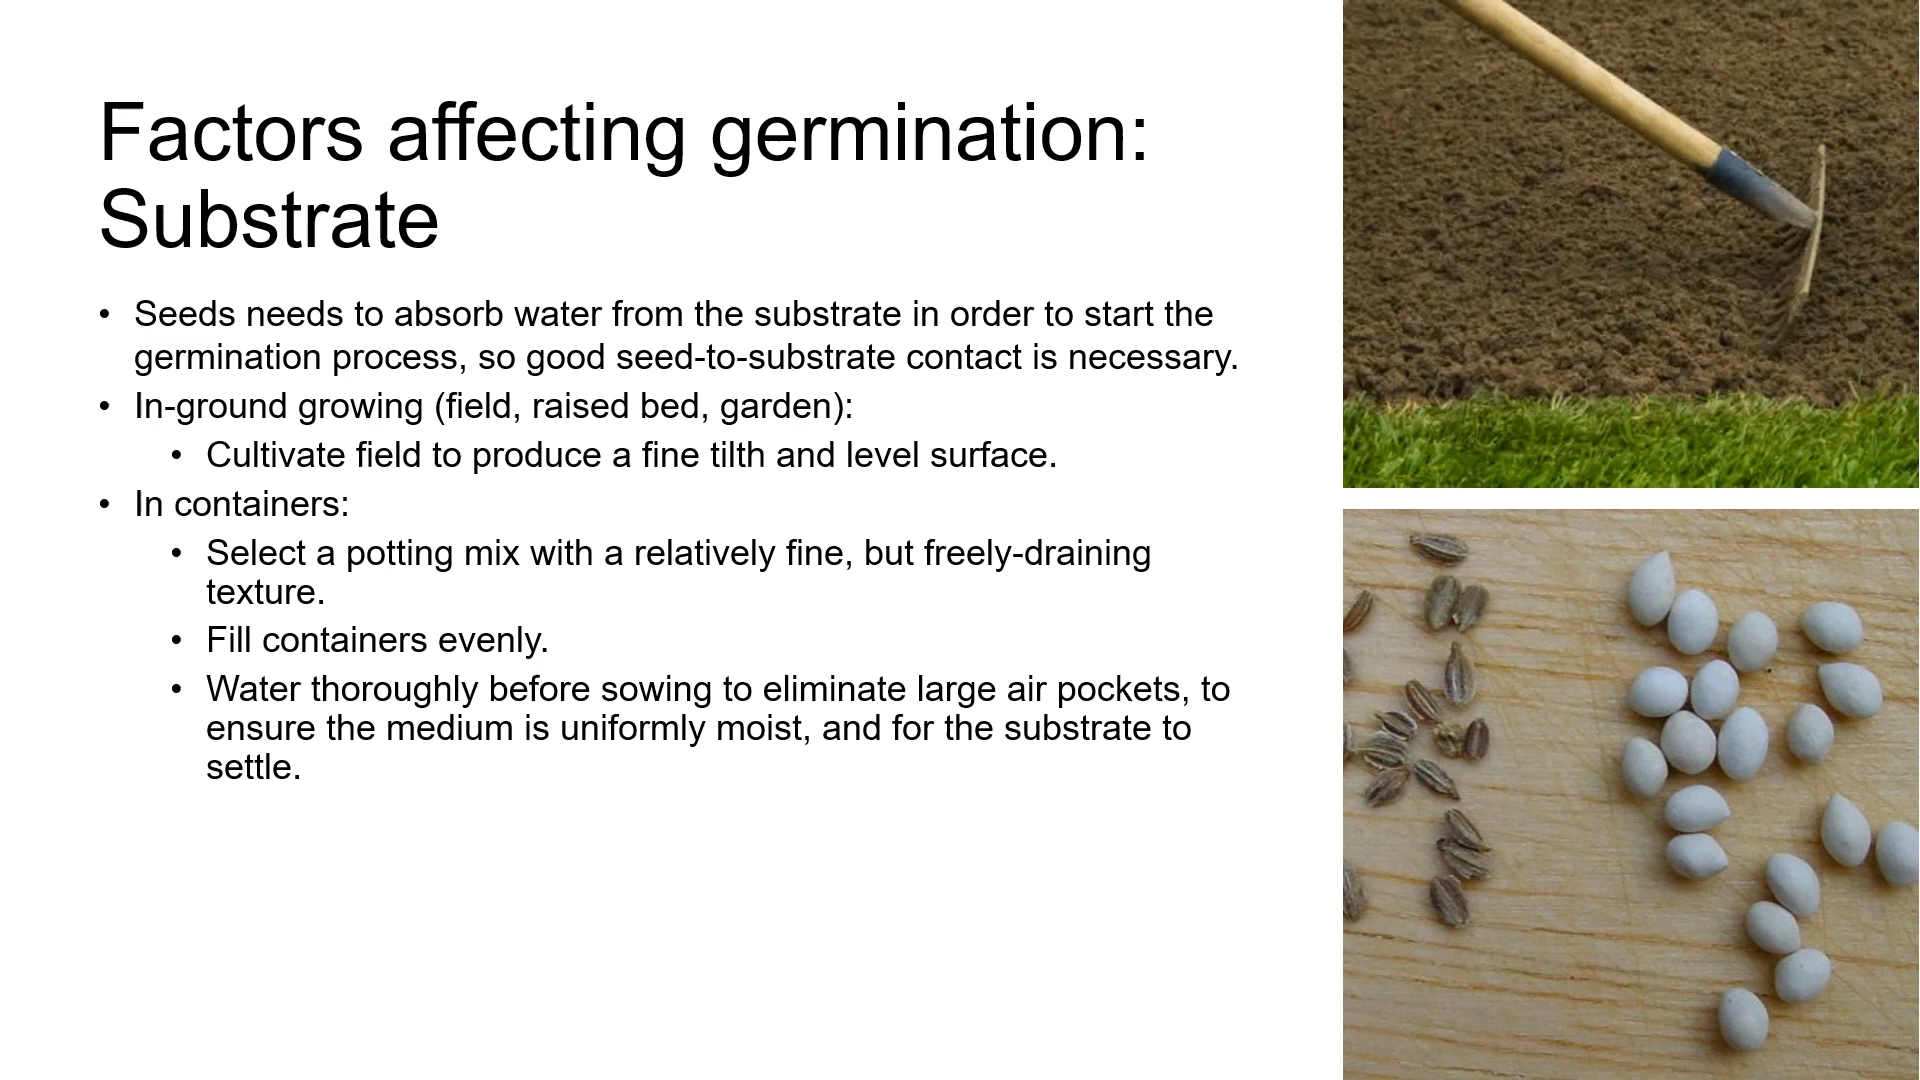 Factors affecting germination:
Substrate
• Seeds needs to absorb water from the substrate in order to start the
germination process, so good seed-to-substrate contact is necessary.
• In-ground growing (field, raised bed, garden):
• Cultivate field to produce a fine tilth and level surface.
• In containers:
• Select a potting mix with a relatively fine, but freely-draining
texture.
• Fill containers evenly.
• Water thoroughly before sowing to eliminate large air pockets, to
ensure the medium is uniformly moist, and for the substrate to
settle.